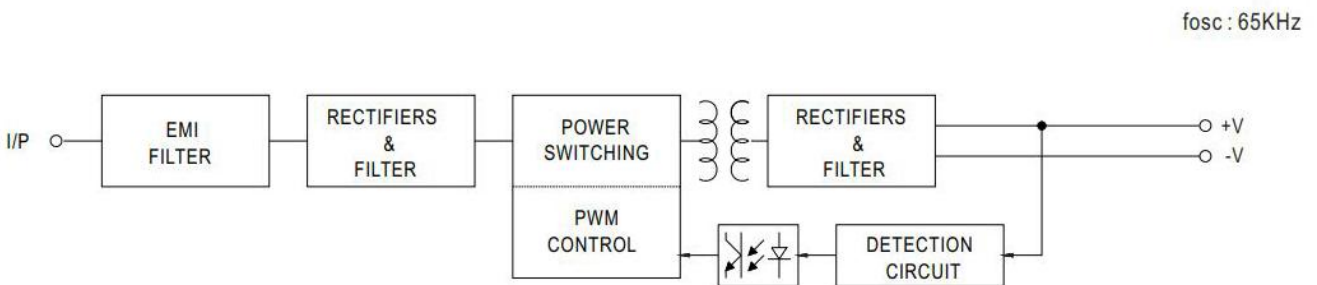 fosc : 65KHz
I/P
EMI
FILTER
RECTIFIERS
&
FILTER
POWER
SWITCHING
PWM
CONTROL
RECTIFIERS
&
FILTER
+V
-V
DETECTION
CIRCUIT